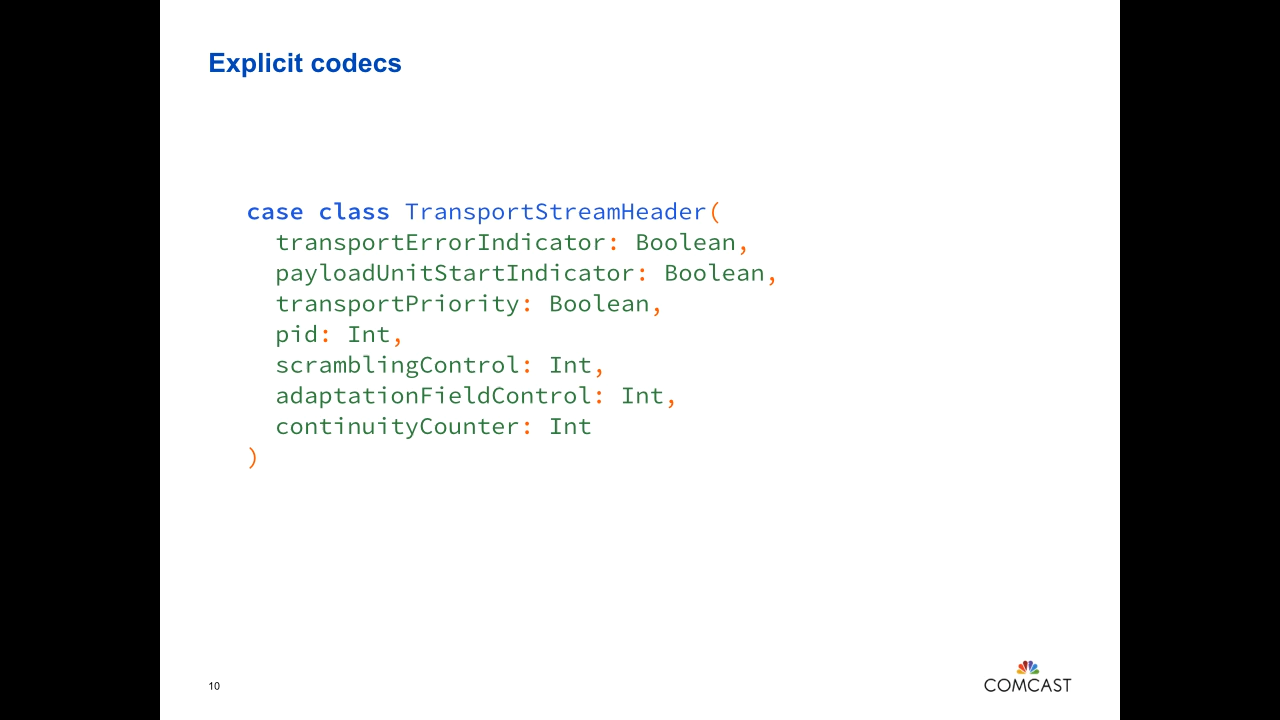 Explicit codecs
case class TransportStreamHeader(
  transportErrorIndicator: Boolean,
  payloadUnitStartIndicator: Boolean,
  transportPriority: Boolean,
  pid: Int,
  scramblingControl: Int,
  adaptationFieldControl: Int,
  continuityCounter: Int
)
10
COMCAST